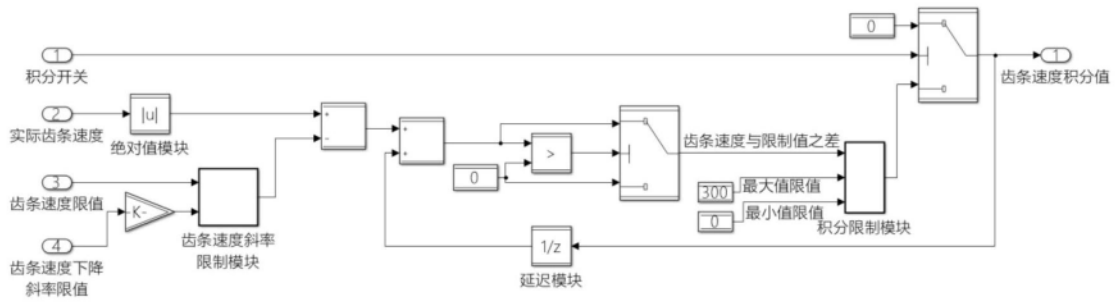 0
1
积分开关
1
齿条速度积分值
2
实际齿条速度
|u|
绝对值模块
+
-
+
+
0
>
齿条速度与限制值之差
300
最大值限值
0
最小值限值
积分限制模块
3
齿条速度限值
-K-
齿条速度斜率
限制模块
4
齿条速度下降
斜率限值
1/z
延迟模块